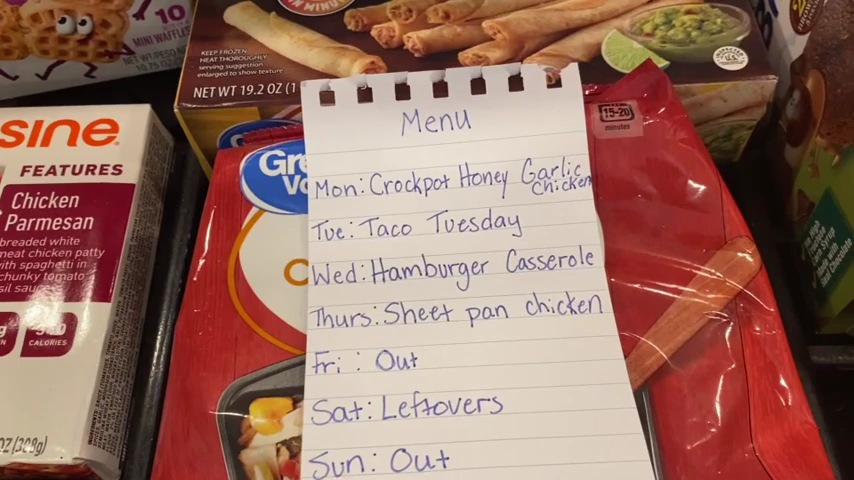 10
MINI WAFFLES
KEEP FROZEN
HEAT THOROUGHLY
serving suggestion
enlarged to show texture
NET WT 19.2 OZ (1
IN MINUTES
15-20
minutes
SINE
FEATURES
Chicken
Parmesan
breaded white
meat chicken patty
with spaghetti in
chunky tomato
CALORIES
Gre
Menu
Mon: Crockpot Honey Garlic
Chicken
Tue: Taco Tuesday
Wed: Hamburger Casserole
Thurs: Sheet pan chicken
Fri: Out
Sat: Leftovers
Sun: Out